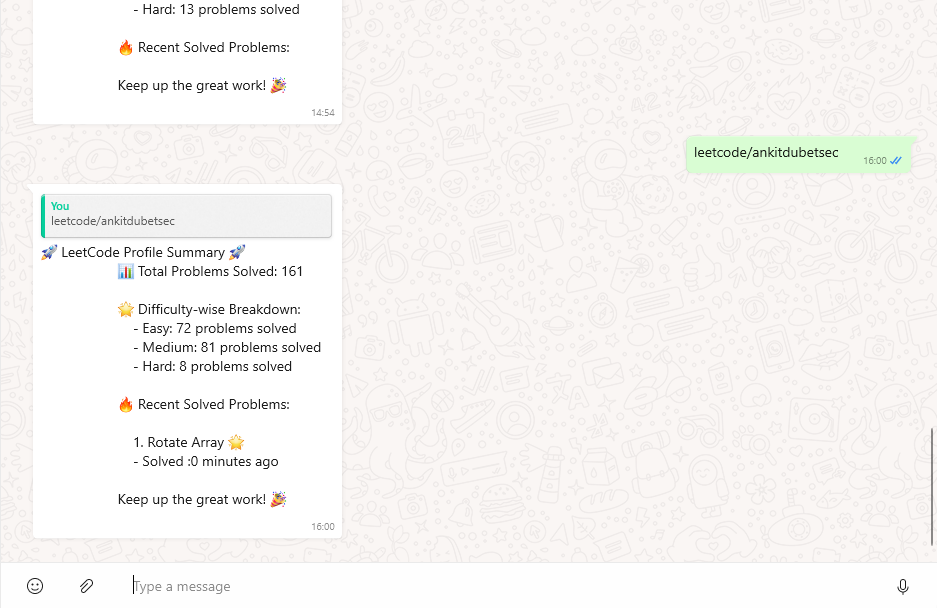 - Hard: 13 problems solved
🔥 Recent Solved Problems:
Keep up the great work! 🎉
14:54
leetcode/ankitdubetsec
16:00
You
leetcode/ankitdubetsec
🚀 LeetCode Profile Summary 🚀
📊 Total Problems Solved: 161
🌟 Difficulty-wise Breakdown:
- Easy: 72 problems solved
- Medium: 81 problems solved
- Hard: 8 problems solved
🔥 Recent Solved Problems:
1. Rotate Array 🌟
- Solved :0 minutes ago
Keep up the great work! 🎉
16:00
Type a message